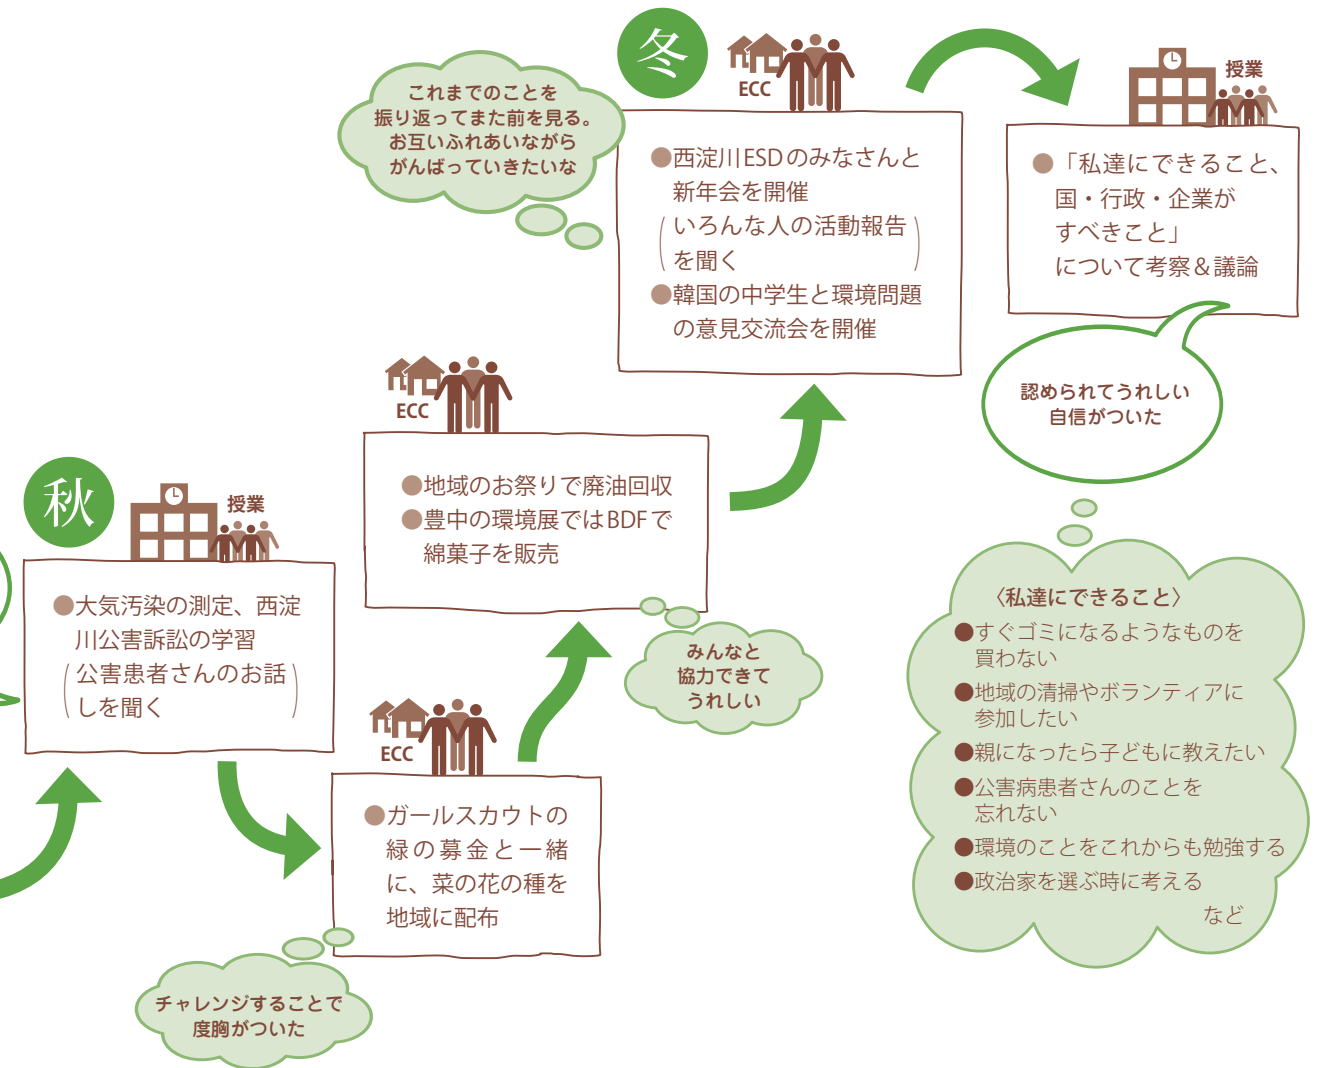 秋
授業
●大気汚染の測定、西淀
川公害訴訟の学習
(公害患者さんのお話
しを聞く)
ECC
●ガールスカウトの
緑の募金と一緒
に、菜の花の種を
地域に配布
チャレンジすることで
度胸がついた
ECC
●地域のお祭りで廃油回収
●豊中の環境展ではBDFで
綿菓子を販売
みんなと
協力できて
うれしい
冬
ECC
●西淀川ESDのみなさんと
新年会を開催
(いろんな人の活動報告
を聞く)
●韓国の中学生と環境問題
の意見交流会を開催
これまでのことを
振り返ってまた前を見る。
お互いふれあいながら
がんばっていきたいな
授業
●「私達にできること、
国・行政・企業が
すべきこと」
について考察&議論
認められてうれしい
自信がついた
〈私達にできること〉
●すぐゴミになるようなものを
買わない
●地域の清掃やボランティアに
参加したい
●親になったら子どもに教えたい
●公害病患者さんのことを
忘れない
●環境のことをこれからも勉強する
●政治家を選ぶ時に考える
など